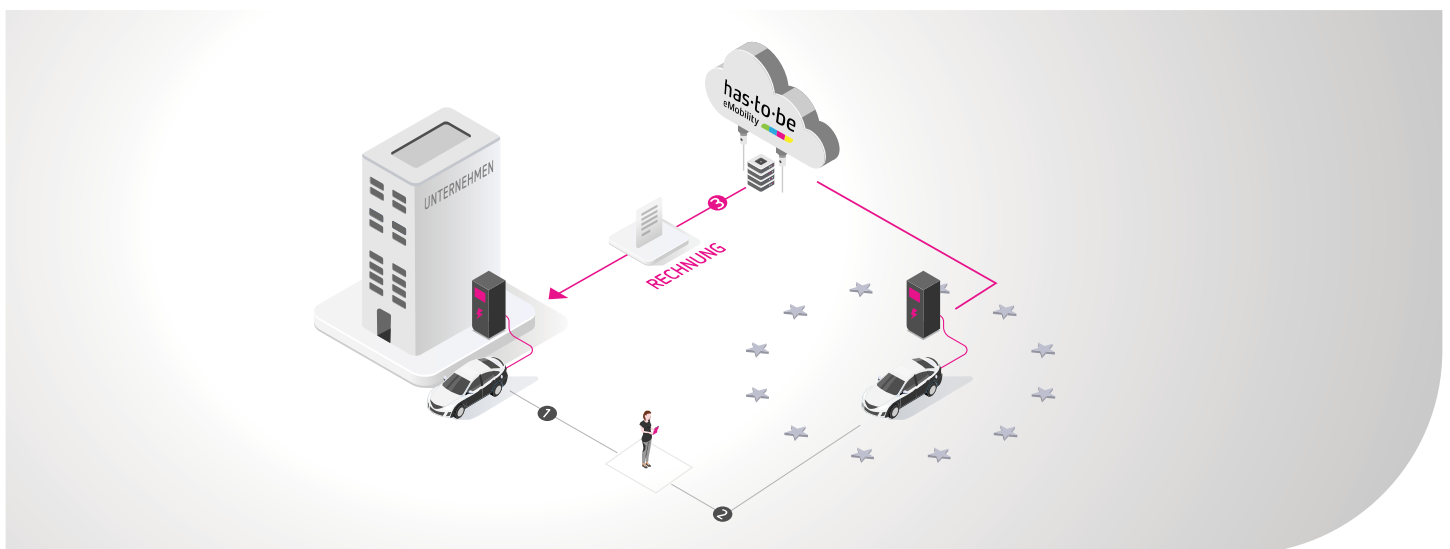 has·to·be
eMobility
UNTERNEHMEN
3
RECHNUNG
1
2